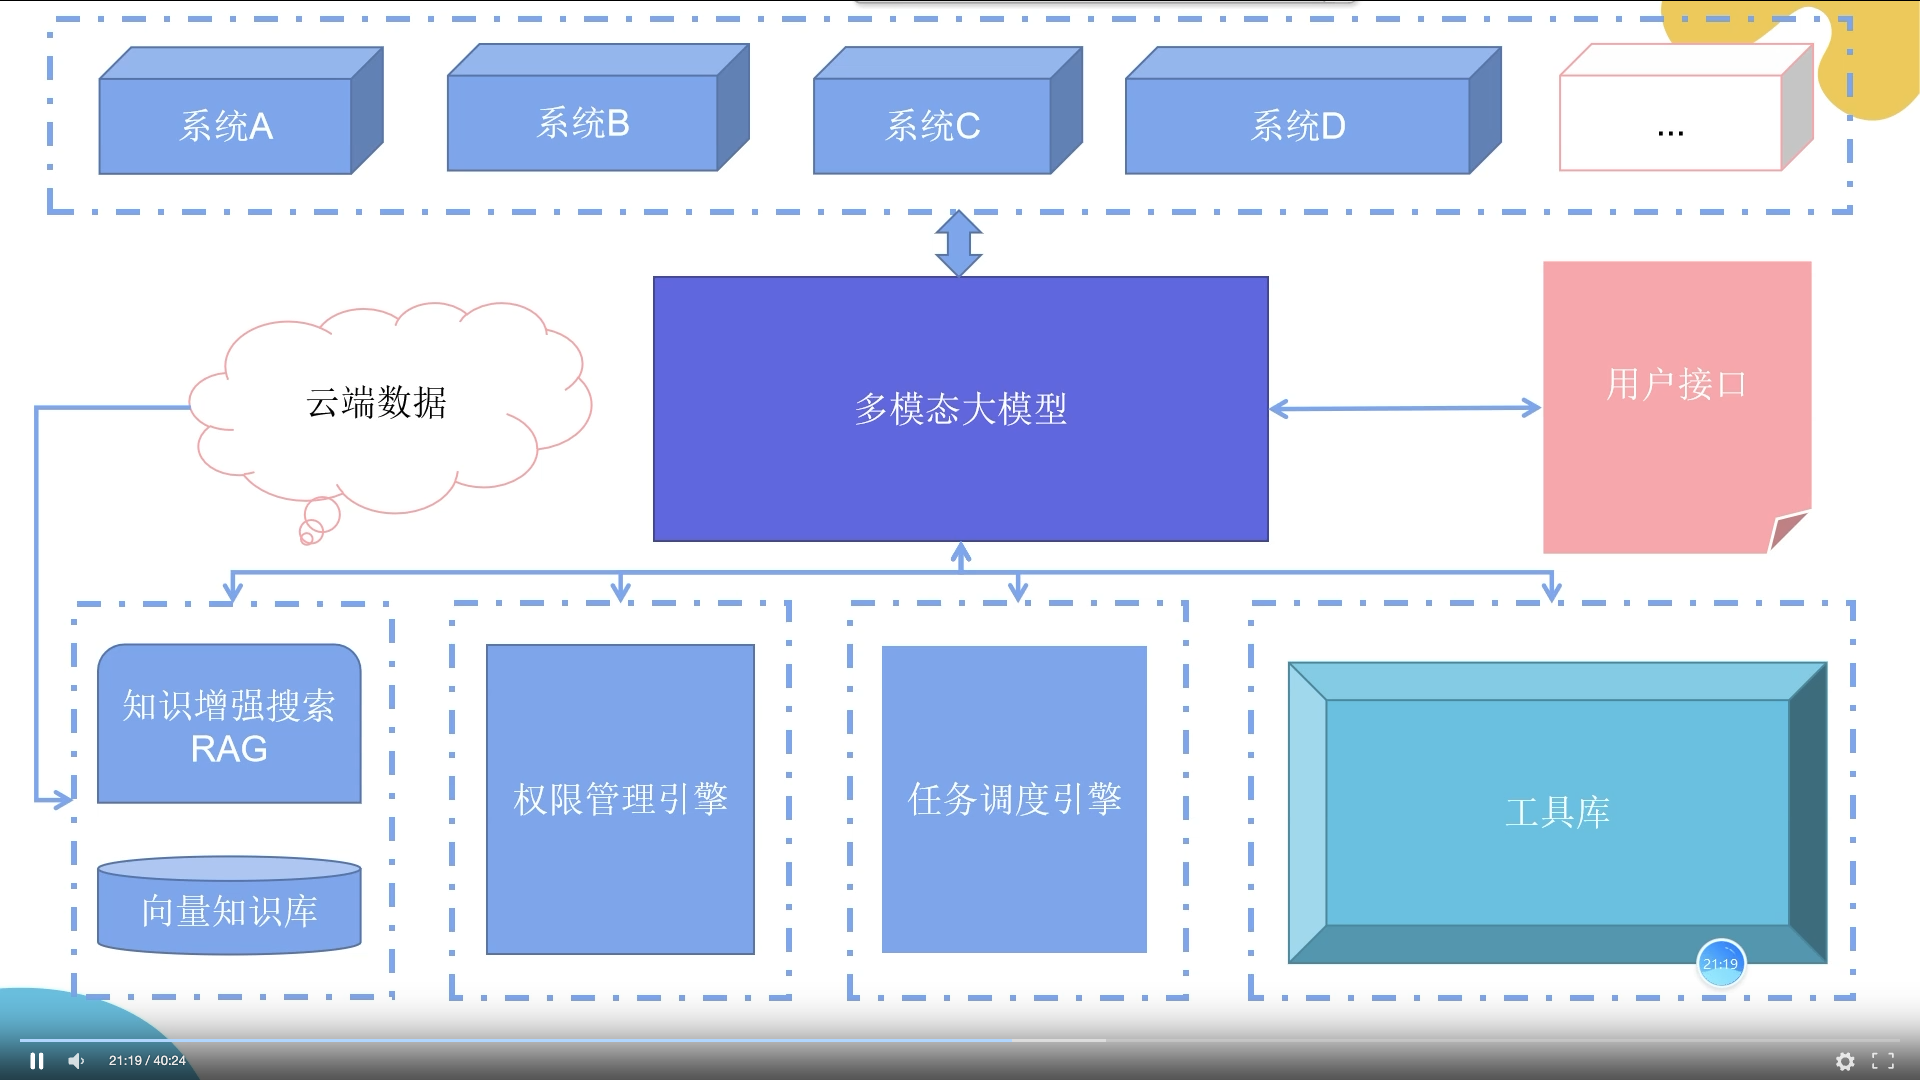 系统A
系统B
系统C
系统D
...
云端数据
多模态大模型
用户接口
知识增强搜索
RAG
向量知识库
权限管理引擎
任务调度引擎
工具库
21:19
21:19 / 40:24